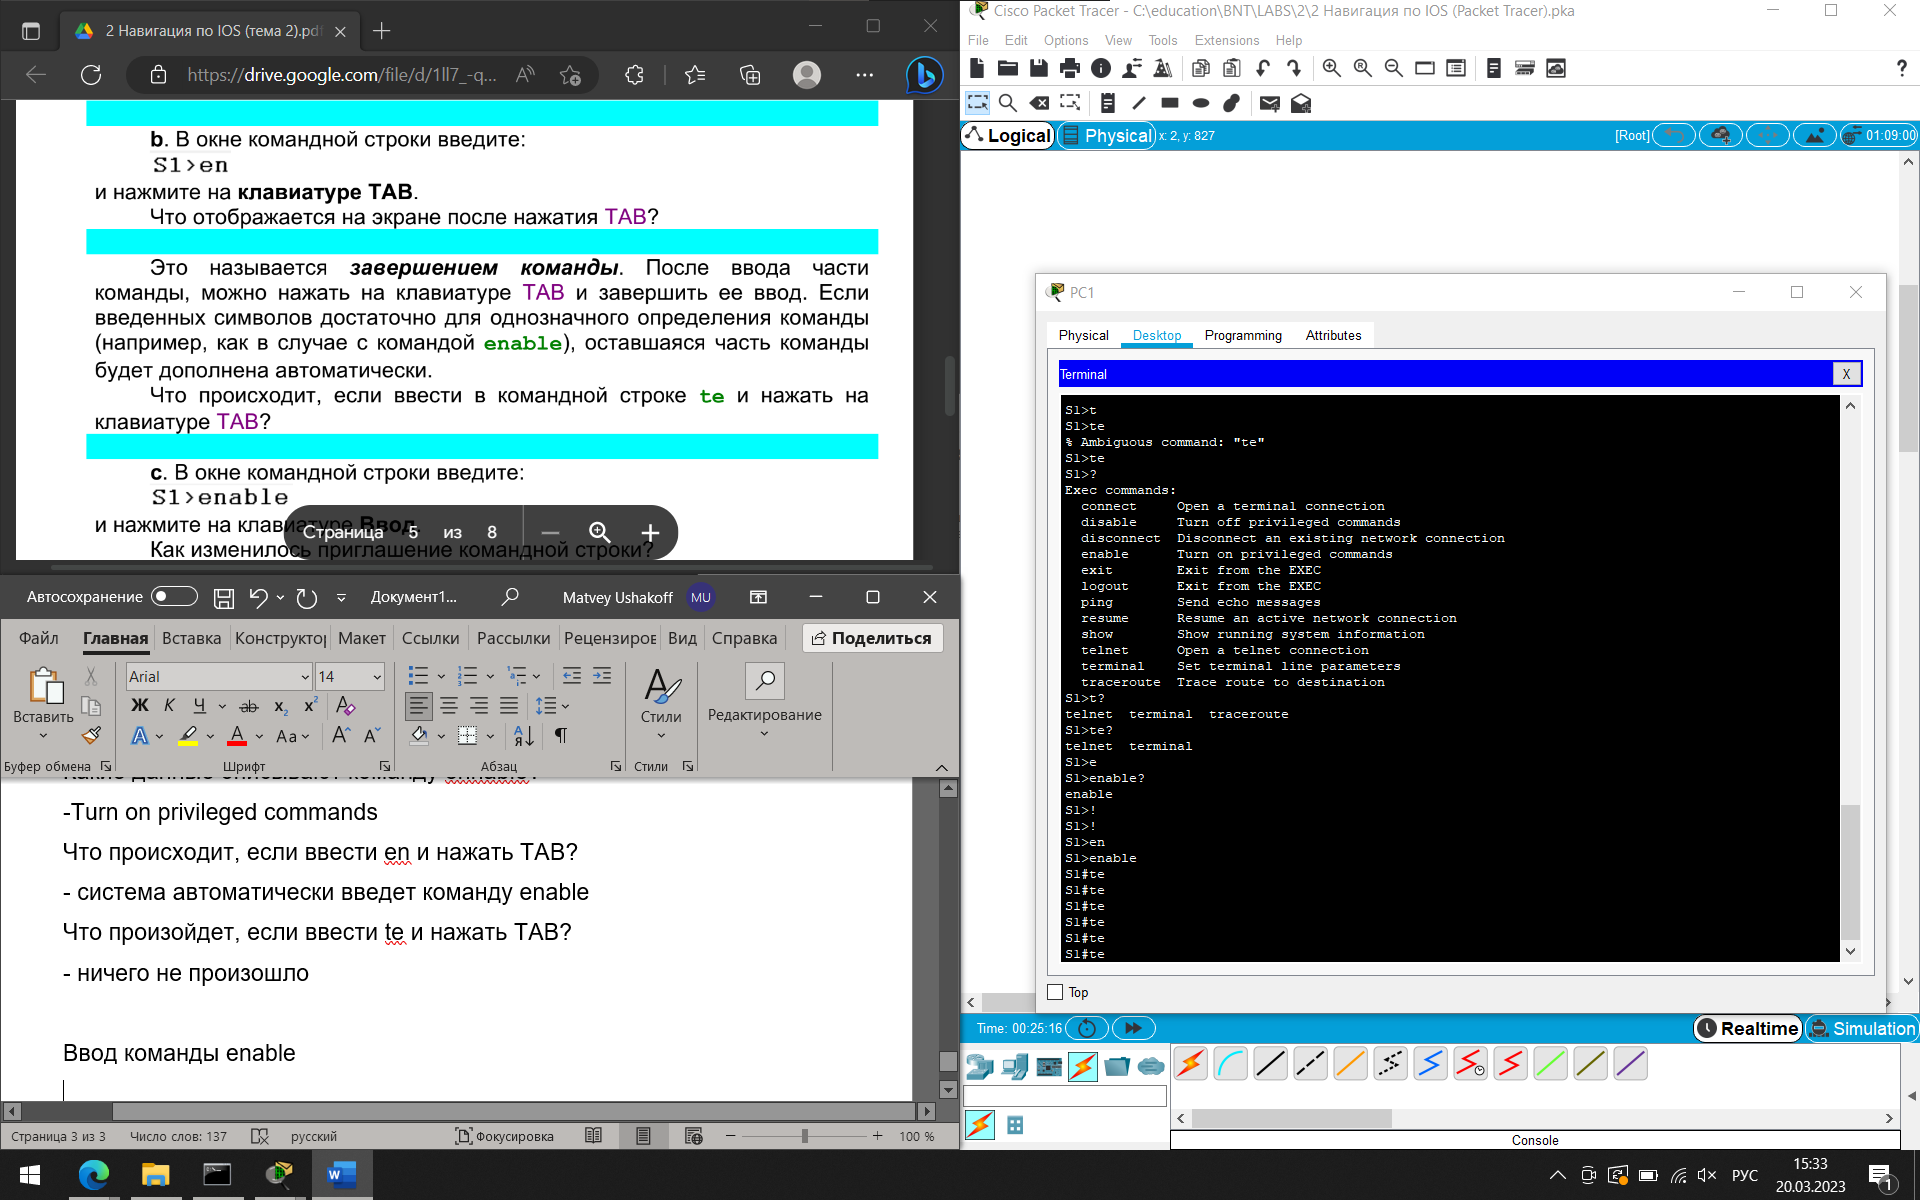 2 Навигация по IOS (тема 2).pdf
https://drive.google.com/file/d/1ll7_-q...
b. В окне командной строки введите:
S1>en
и нажмите на клавиатуре TAB.
Что отображается на экране после нажатия TAB?
Это называется завершением команды. После ввода части
команды, можно нажать на клавиатуре TAB и завершить ее ввод. Если
введенных символов достаточно для однозначного определения команды
(например, как в случае с командой enable), оставшаяся часть команды
будет дополнена автоматически.
Что происходит, если ввести в командной строке te и нажать на
клавиатуре TAB?
c. В окне командной строки введите:
S1>enable
и нажмите на клавиатуре Ввод.
Страница 5 из 8
Как изменилось приглашение командной строки?
Автосохранение
Документ1...
Matvey Ushakoff
MU
Файл Главная Вставка Конструктор Макет Ссылки Рассылки Рецензиров Вид Справка Поделиться
Вставить
Буфер обмена
Arial 14
Ж К Ч ab x2 x2
Aa
Шрифт
Абзац
Стили
Стили
Редактирование
-Turn on privileged commands
Что происходит, если ввести en и нажать TAB?
- система автоматически введет команду enable
Что произойдет, если ввести te и нажать TAB?
- ничего не произошло
Ввод команды enable
Страница 3 из 3 Число слов: 137 русский Фокусировка 100 %
Cisco Packet Tracer - C:\education\BNT\LABS\2\2 Навигация по IOS (Packet Tracer).pka
File Edit Options View Tools Extensions Help
Logical Physical x: 2, y: 827 [Root] 01:09:00
PC1
Physical Desktop Programming Attributes
Terminal X
S1>t
S1>te
% Ambiguous command: "te"
S1>te
S1>?
Exec commands:
connect Open a terminal connection
disable Turn off privileged commands
disconnect Disconnect an existing network connection
enable Turn on privileged commands
exit Exit from the EXEC
logout Exit from the EXEC
ping Send echo messages
resume Resume an active network connection
show Show running system information
telnet Open a telnet connection
terminal Set terminal line parameters
traceroute Trace route to destination
S1>t?
telnet terminal traceroute
S1>te?
telnet terminal
S1>e
S1>enable?
enable
S1>!
S1>!
S1>en
S1>enable
S1#te
S1#te
S1#te
S1#te
S1#te
S1#te
Top
Time: 00:25:16
Realtime Simulation
Console
РУС
15:33
20.03.2023
1